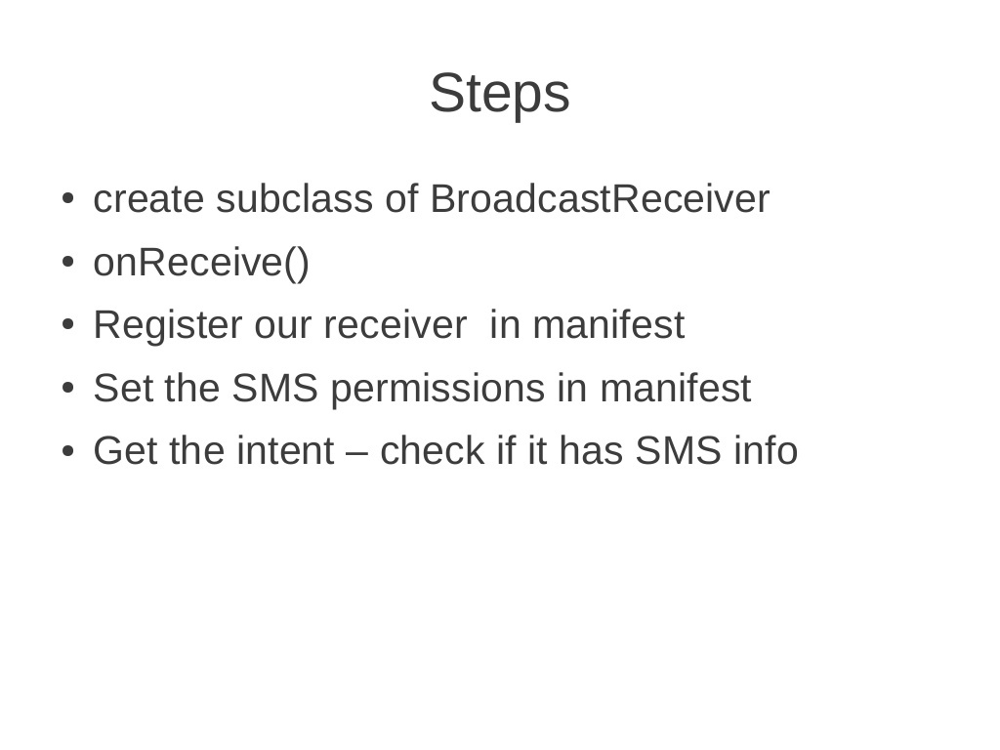 Steps
• create subclass of BroadcastReceiver
• onReceive()
• Register our receiver  in manifest
• Set the SMS permissions in manifest
• Get the intent – check if it has SMS info